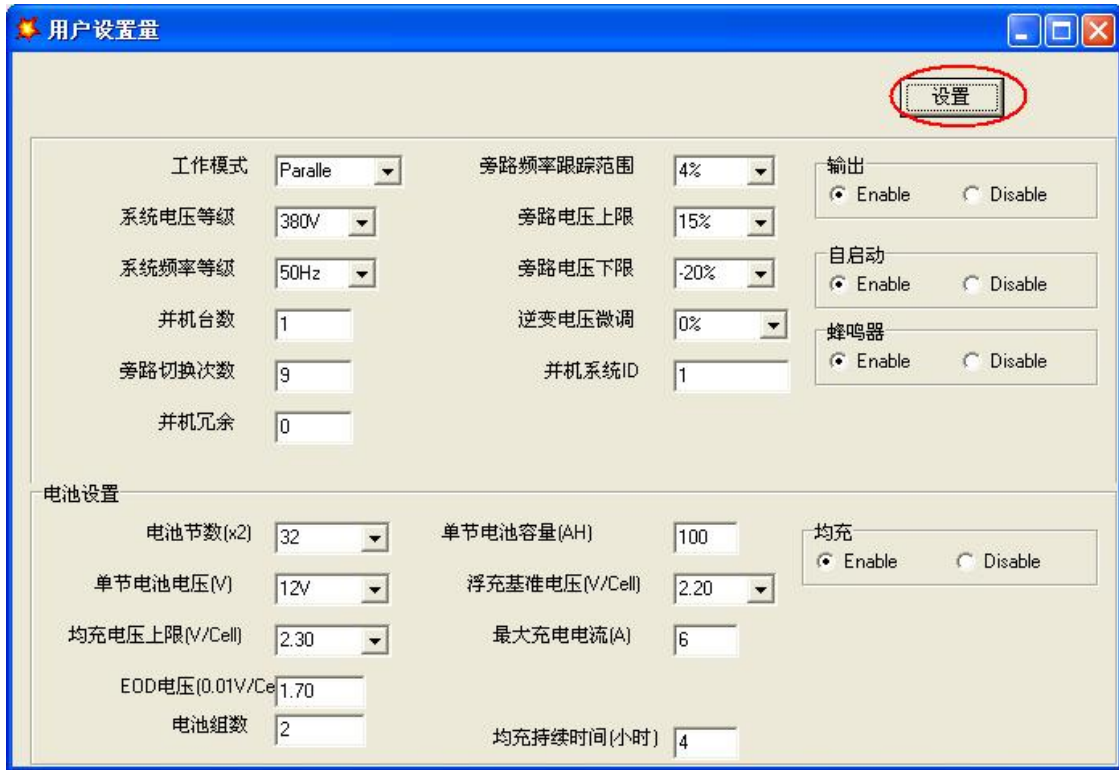 用户设置量
设置
工作模式 Paralle 旁路频率跟踪范围 4% 输出
Enable Disable
系统电压等级 380V 旁路电压上限 15%
自启动
系统频率等级 50Hz 旁路电压下限 -20% Enable Disable
并机台数 1 逆变电压微调 0% 蜂鸣器
Enable Disable
旁路切换次数 9 并机系统ID 1
并机冗余 0
电池设置
电池节数(x2) 32 单节电池容量(AH) 100 均充
Enable Disable
单节电池电压(V) 12V 浮充基准电压(V/Cell) 2.20
均充电压上限(V/Cell) 2.30 最大充电电流(A) 6
EOD电压(0.01V/Ce 1.70
电池组数 2 均充持续时间(小时) 4